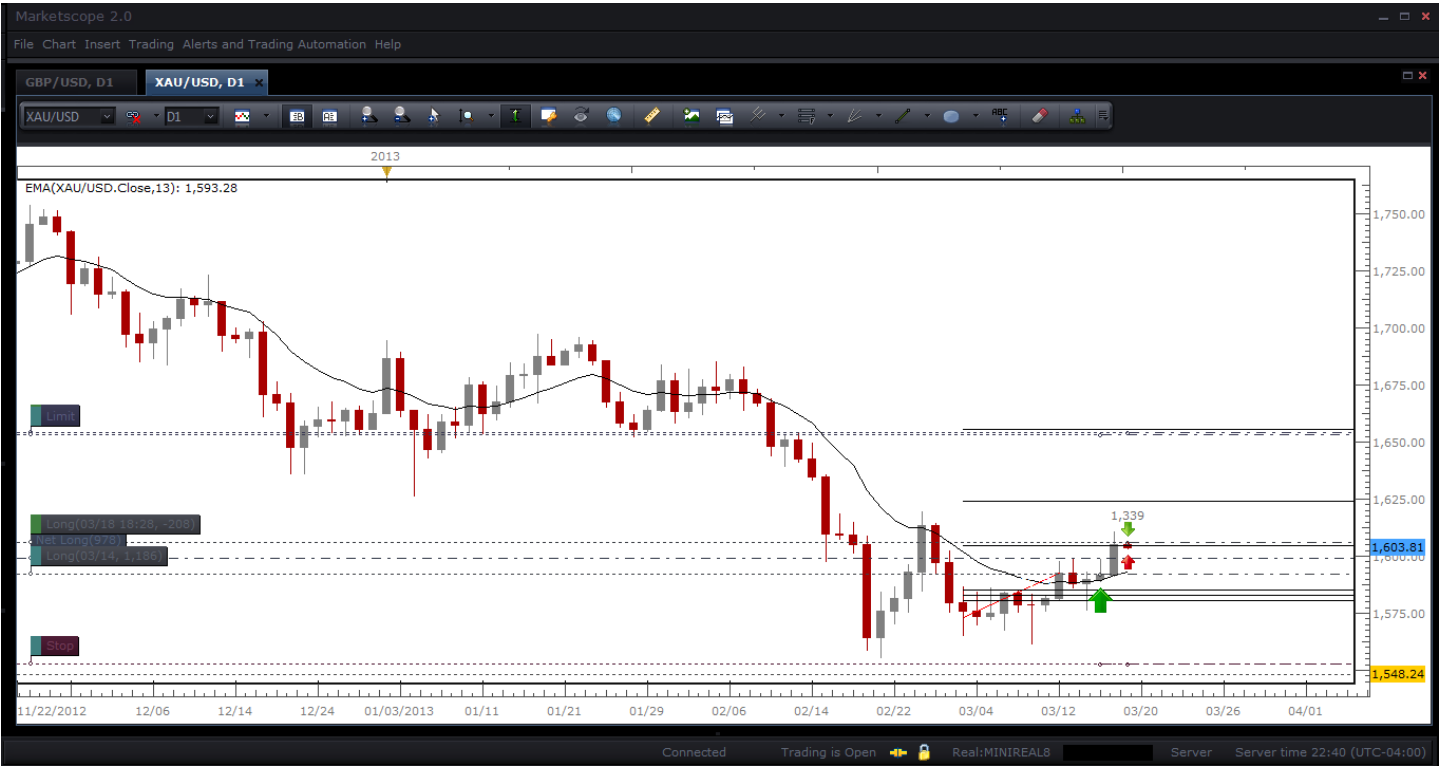 Marketscope 2.0
File Chart Insert Trading Alerts and Trading Automation Help
GBP/USD, D1 XAU/USD, D1
XAU/USD D1 EB AE ABC
2013
EMA(XAU/USD.Close,13): 1,593.28
1,750.00
1,725.00
1,700.00
1,675.00
Limit
1,650.00
1,625.00
1,339
Long(03/18 18:28, -208)
Net Long(978)
1,603.81
Long(03/14, 1,186)
1,600.00
1,575.00
Stop
1,548.24
11/22/2012 12/06 12/14 12/24 01/03/2013 01/11 01/21 01/29 02/06 02/14 02/22 03/04 03/12 03/20 03/26 04/01
Connected Trading is Open Real:MINIREAL8 Server Server time 22:40 (UTC-04:00)